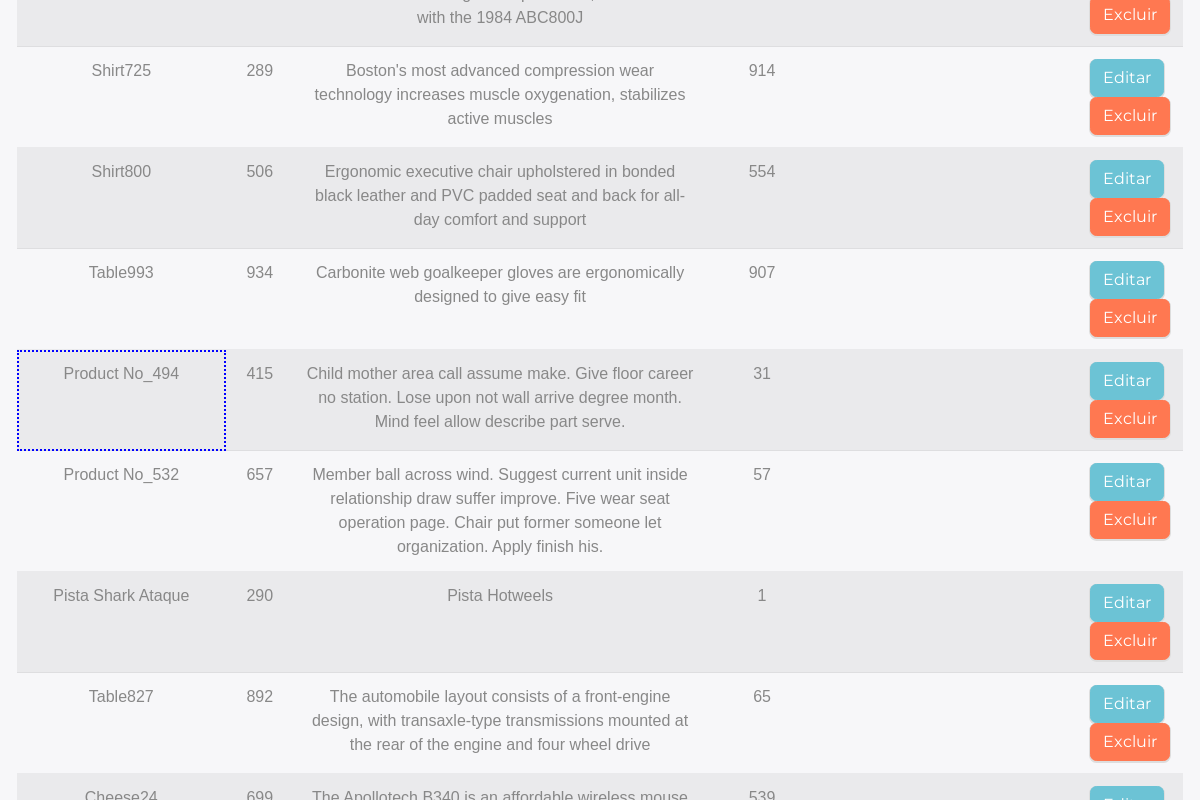 with the 1984 ABC800J
Excluir
Shirt725 289 Boston's most advanced compression wear 914 Editar
technology increases muscle oxygenation, stabilizes
active muscles
Excluir
Shirt800 506 Ergonomic executive chair upholstered in bonded 554 Editar
black leather and PVC padded seat and back for all-
day comfort and support
Excluir
Table993 934 Carbonite web goalkeeper gloves are ergonomically 907 Editar
designed to give easy fit
Excluir
Product No_494 415 Child mother area call assume make. Give floor career 31 Editar
no station. Lose upon not wall arrive degree month.
Mind feel allow describe part serve.
Excluir
Product No_532 657 Member ball across wind. Suggest current unit inside 57 Editar
relationship draw suffer improve. Five wear seat
operation page. Chair put former someone let
organization. Apply finish his.
Excluir
Pista Shark Ataque 290 Pista Hotweels 1 Editar
Excluir
Table827 892 The automobile layout consists of a front-engine 65 Editar
design, with transaxle-type transmissions mounted at
the rear of the engine and four wheel drive
Excluir
Cheese24 699 The Apollotech B340 is an affordable wireless mouse 539 Editar